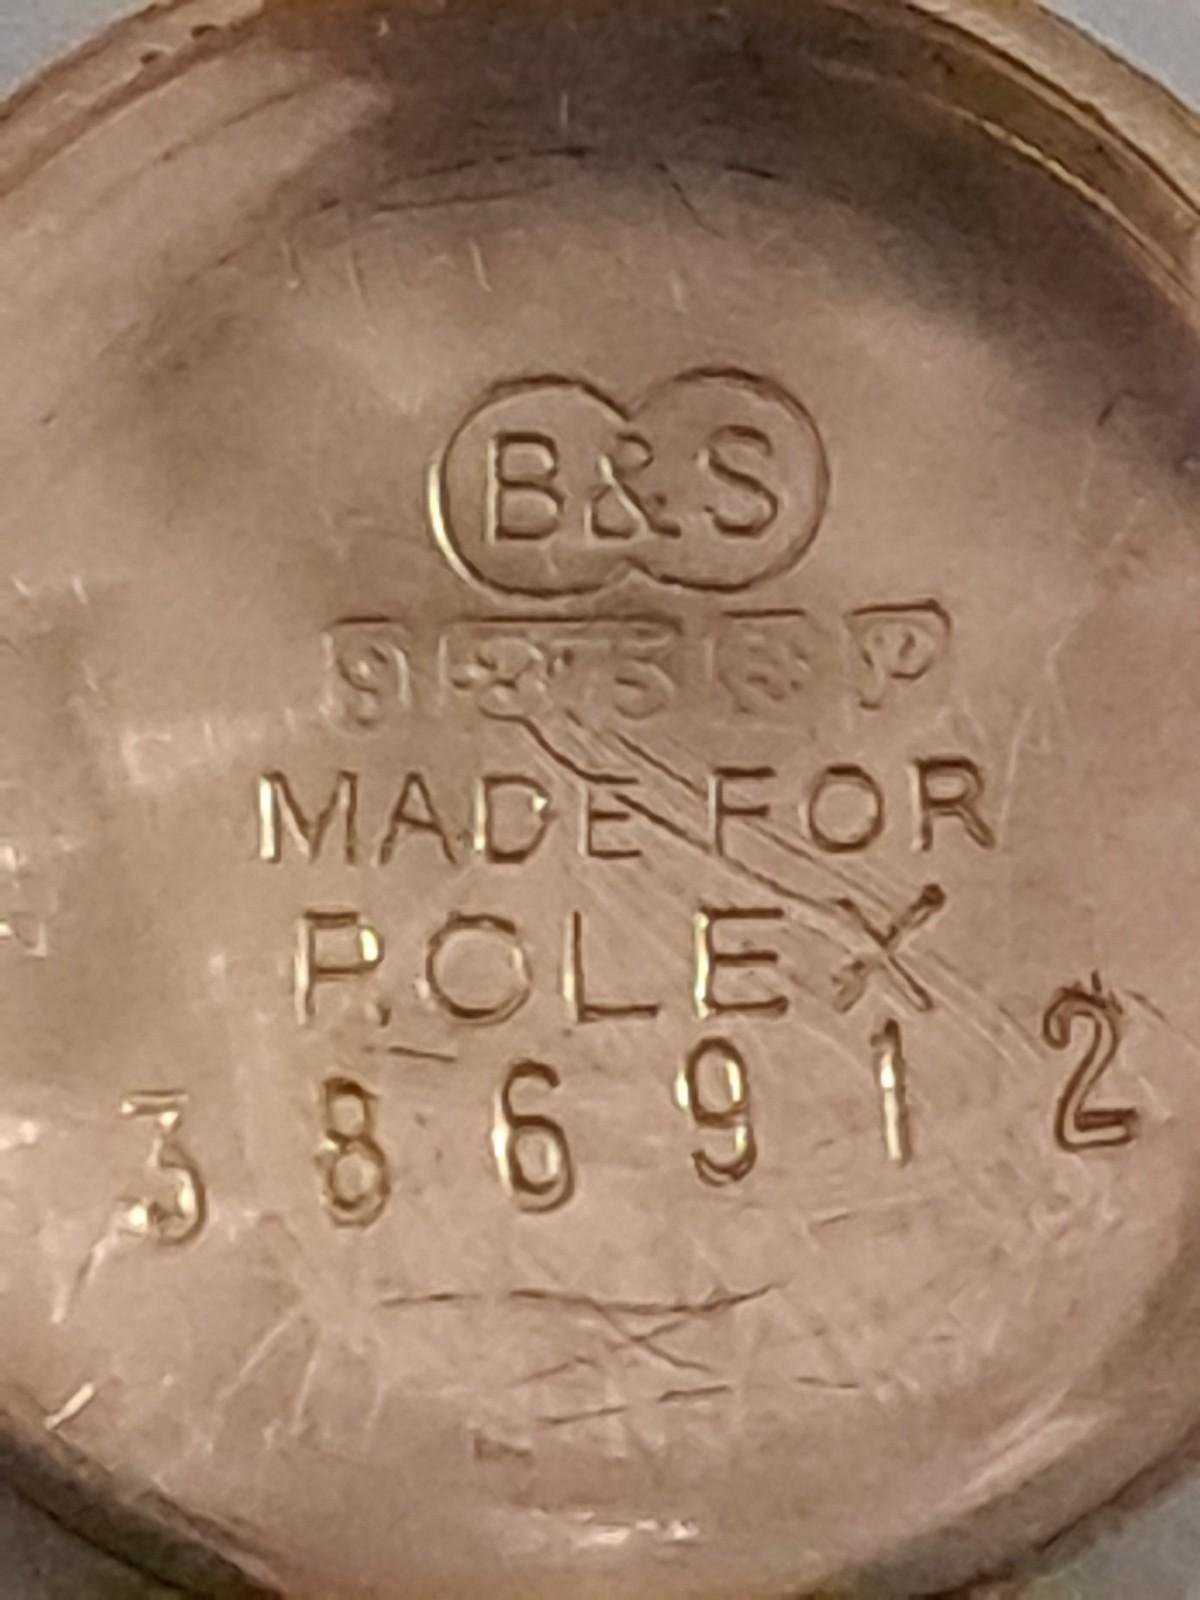 B&S
9 .375 P
MADE FOR
ROLEX
386912